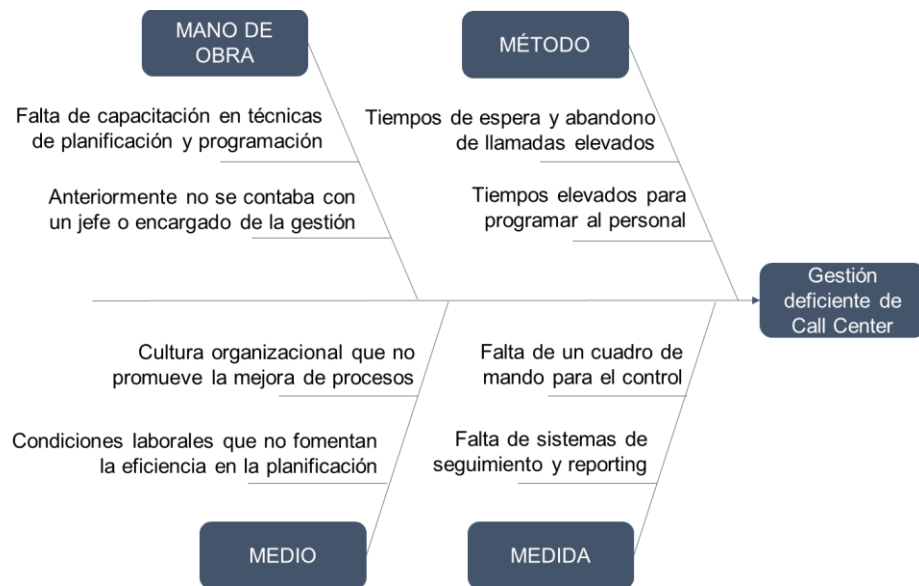 MANO DE
OBRA
MÉTODO
Falta de capacitación en técnicas
de planificación y programación
Tiempos de espera y abandono
de llamadas elevados
Anteriormente no se contaba con
un jefe o encargado de la gestión
Tiempos elevados para
programar al personal
Gestión
deficiente de
Call Center
Cultura organizacional que no
promueve la mejora de procesos
Falta de un cuadro de
mando para el control
Condiciones laborales que no fomentan
la eficiencia en la planificación
Falta de sistemas de
seguimiento y reporting
MEDIO
MEDIDA